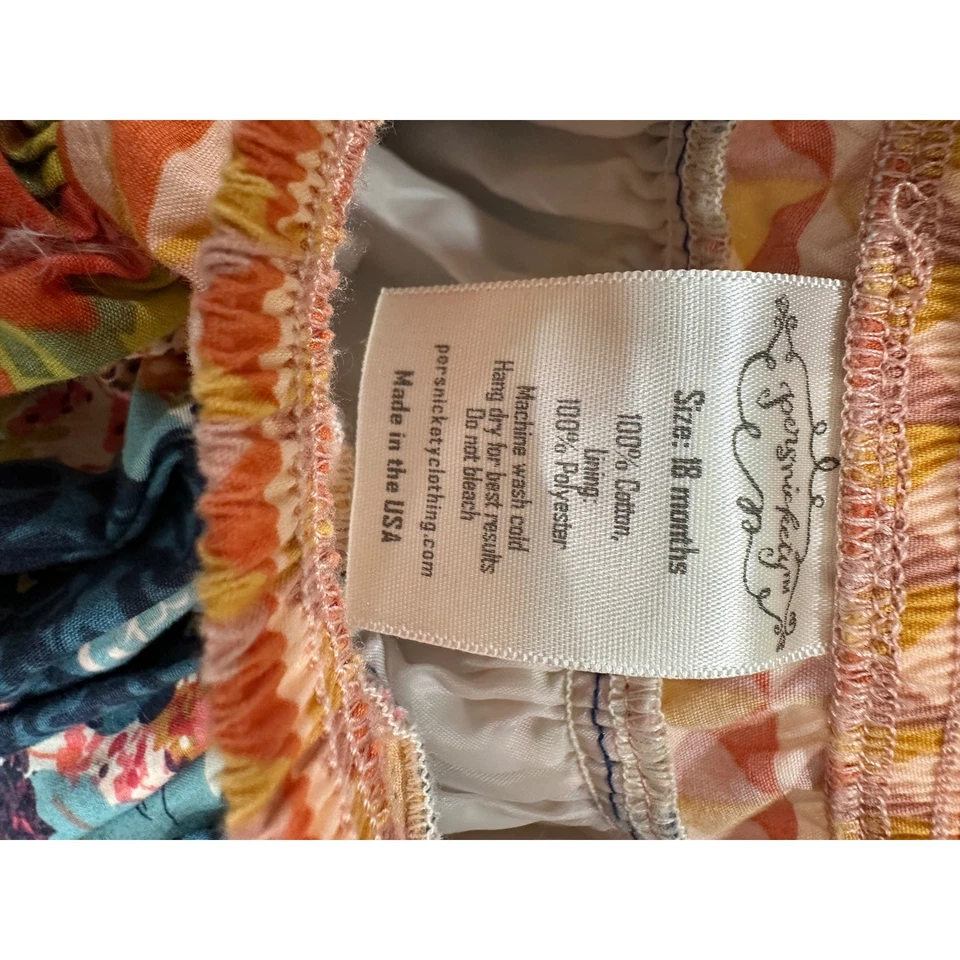 persnickety
Size: 18 months
100% Cotton,
Lining:
100% Polyester
Machine wash cold
Hang dry for best results
Do not bleach
persnicketyclothing.com
Made in the USA